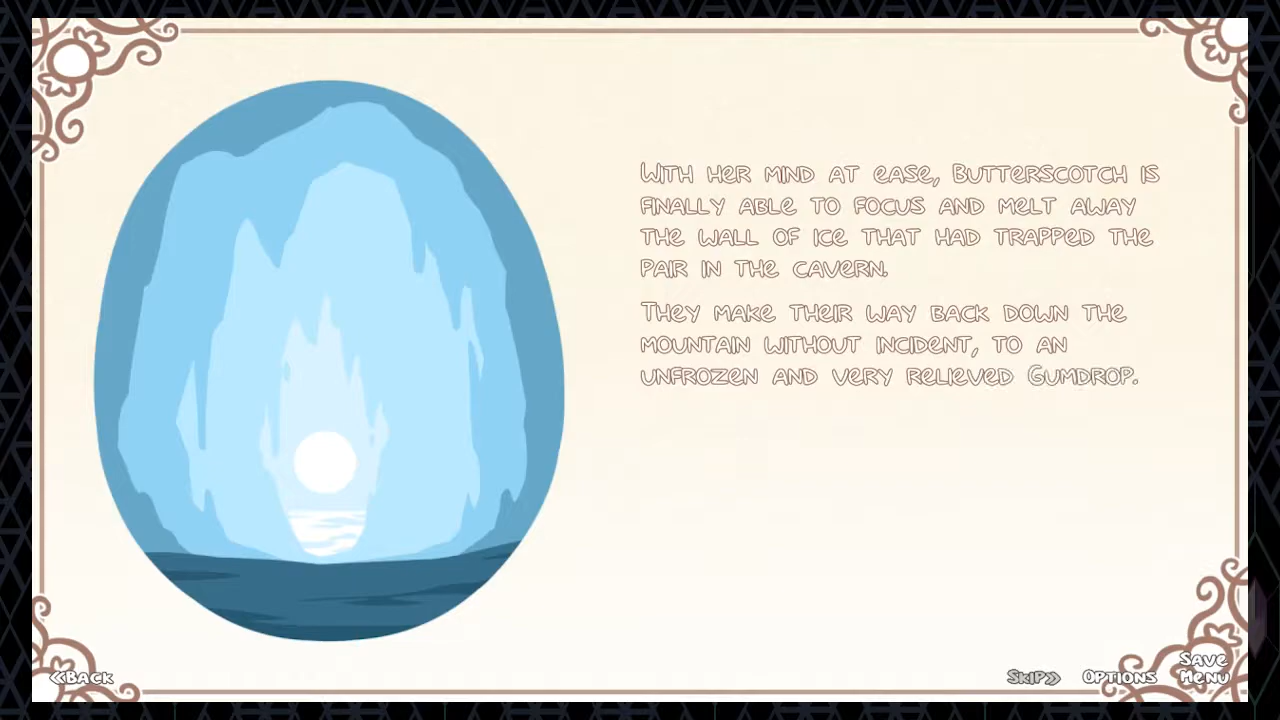 With her mind at ease, Butterscotch is
finally able to focus and melt away
the wall of ice that had trapped the
pair in the cavern.
They make their way back down the
mountain without incident, to an
unfrozen and very relieved Gumdrop.
«Back
Skip»
Options
Save
Menu